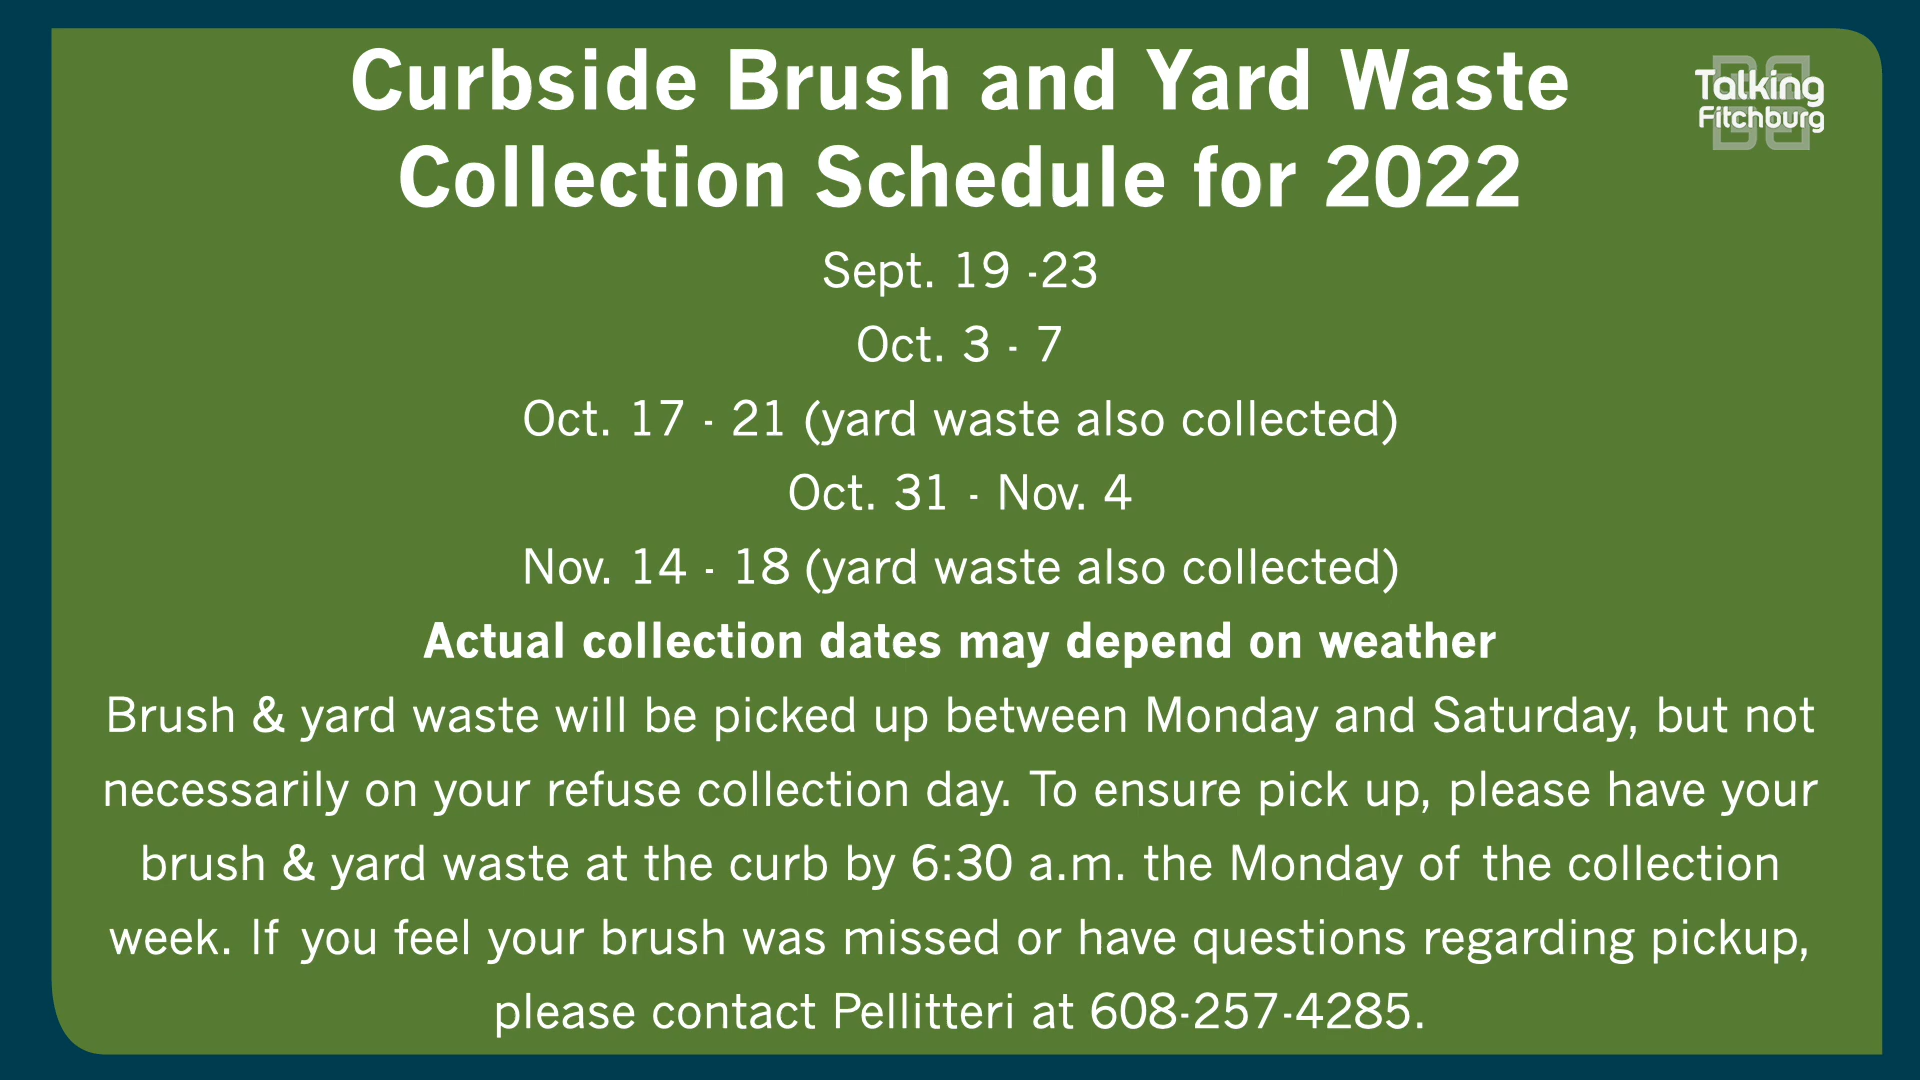 Curbside Brush and Yard Waste
Collection Schedule for 2022
Talking
Fitchburg
Sept. 19 -23
Oct. 3 - 7
Oct. 17 - 21 (yard waste also collected)
Oct. 31 - Nov. 4
Nov. 14 - 18 (yard waste also collected)
Actual collection dates may depend on weather
Brush & yard waste will be picked up between Monday and Saturday, but not
necessarily on your refuse collection day. To ensure pick up, please have your
brush & yard waste at the curb by 6:30 a.m. the Monday of the collection
week. If you feel your brush was missed or have questions regarding pickup,
please contact Pellitteri at 608-257-4285.